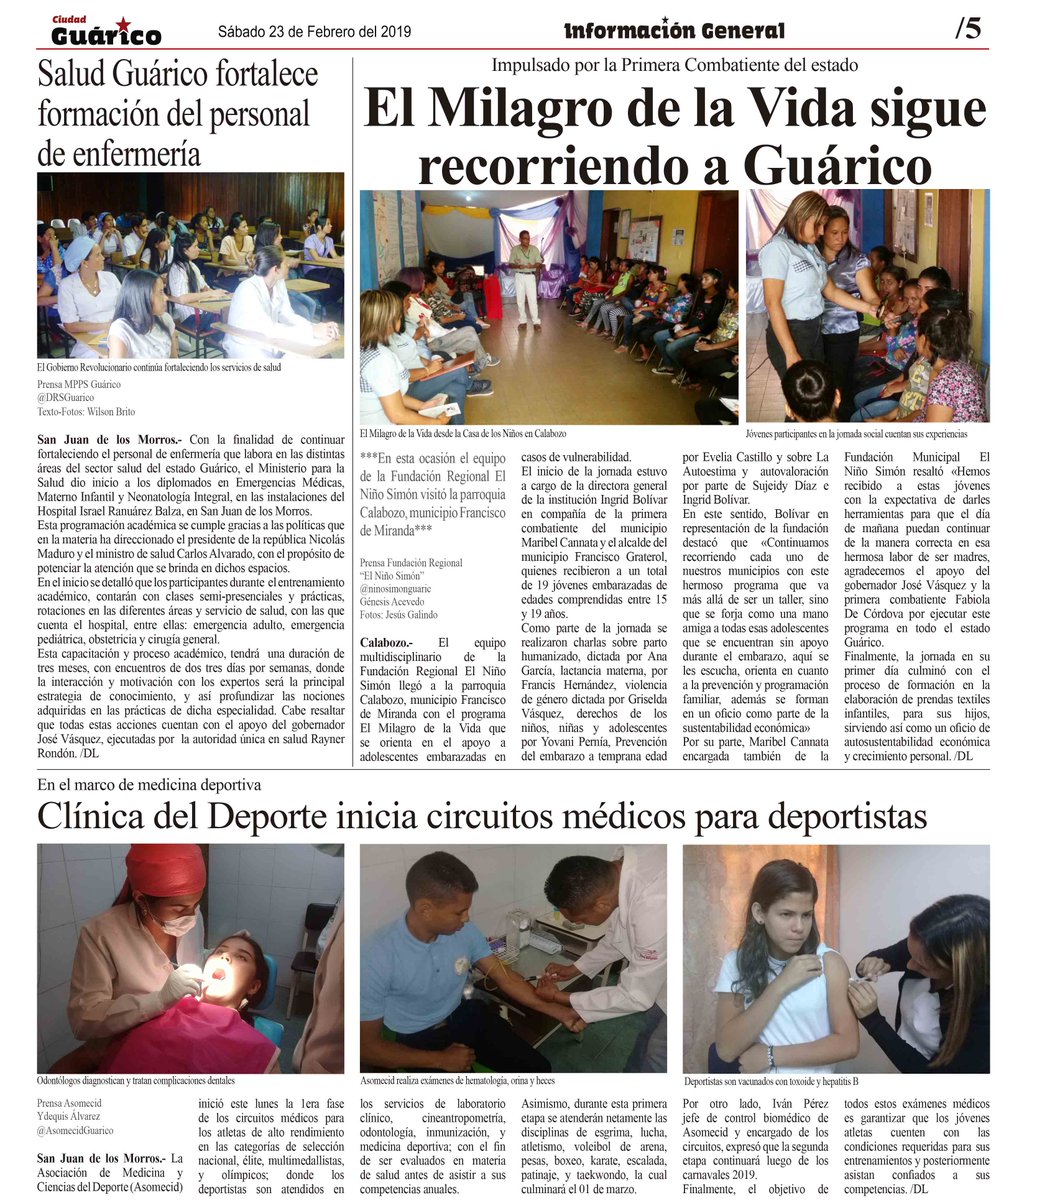 Ciudad
Guárico
Sábado 23 de Febrero del 2019
Información General
/5
Salud Guárico fortalece
formación del personal
de enfermería
El Gobierno Revolucionario continúa fortaleciendo los servicios de salud
Prensa MPPS Guárico
@DRSGuarico
Texto-Fotos: Wilson Brito
San Juan de los Morros.- Con la finalidad de continuar
fortaleciendo el personal de enfermería que labora en las distintas
áreas del sector salud del estado Guárico, el Ministerio para la
Salud dio inicio a los diplomados en Emergencias Médicas,
Materno Infantil y Neonatología Integral, en las instalaciones del
Hospital Israel Ranuárez Balza, en San Juan de los Morros.
Esta programación académica se cumple gracias a las políticas que
en la materia ha direccionado el presidente de la república Nicolás
Maduro y el ministro de salud Carlos Alvarado, con el propósito de
potenciar la atención que se brinda en dichos espacios.
En el inicio se detalló que los participantes durante el entrenamiento
académico, contarán con clases semi-presenciales y prácticas,
rotaciones en las diferentes áreas y servicio de salud, con las que
cuenta el hospital, entre ellas: emergencia adulto, emergencia
pediátrica, obstetricia y cirugía general.
Esta capacitación y proceso académico, tendrá una duración de
tres meses, con encuentros de dos tres días por semanas, donde
la interacción y motivación con los expertos será la principal
estrategia de conocimiento, y así profundizar las nociones
adquiridas en las prácticas de dicha especialidad. Cabe resaltar
que todas estas acciones cuentan con el apoyo del gobernador
José Vásquez, ejecutadas por la autoridad única en salud Rayner
Rondón. /DL
Impulsado por la Primera Combatiente del estado
El Milagro de la Vida sigue
recorriendo a Guárico
El Milagro de la Vida desde la Casa de los Niños en Calabozo
Jóvenes participantes en la jornada social cuentan sus experiencias
***En esta ocasión el equipo
de la Fundación Regional El
Niño Simón visitó la parroquia
Calabozo, municipio Francisco
de Miranda***
Prensa Fundación Regional
“El Niño Simón”
@ninosimonguaric
Génesis Acevedo
Fotos: Jesús Galindo
Calabozo.- El equipo
multidisciplinario de la
Fundación Regional El Niño
Simón llegó a la parroquia
Calabozo, municipio Francisco
de Miranda con el programa
El Milagro de la Vida que
se orienta en el apoyo a
adolescentes embarazadas en
casos de vulnerabilidad.
El inicio de la jornada estuvo
a cargo de la directora general
de la institución Ingrid Bolívar
en compañía de la primera
combatiente del municipio
Maribel Cannata y el alcalde del
municipio Francisco Graterol,
quienes recibieron a un total
de 19 jóvenes embarazadas de
edades comprendidas entre 15
y 19 años.
Como parte de la jornada se
realizaron charlas sobre parto
humanizado, dictada por Ana
García, lactancia materna, por
Francis Hernández, violencia
de género dictada por Griselda
Vásquez, derechos de los
niños, niñas y adolescentes
por Yovani Pernía, Prevención
del embarazo a temprana edad
por Evelia Castillo y sobre La
Autoestima y autovaloración
por parte de Sujeidy Díaz e
Ingrid Bolívar.
En este sentido, Bolívar en
representación de la fundación
destacó que «Continuamos
recorriendo cada uno de
nuestros municipios con este
hermoso programa que va
más allá de ser un taller, sino
que se forja como una mano
amiga a todas esas adolescentes
que se encuentran sin apoyo
durante el embarazo, aquí se
les escucha, orienta en cuanto
a la prevención y programación
familiar, además se forman
en un oficio como parte de la
sustentabilidad económica»
Por su parte, Maribel Cannata
encargada también de la
Fundación Municipal El
Niño Simón resaltó «Hemos
recibido a estas jóvenes
con la expectativa de darles
herramientas para que el día
de mañana puedan continuar
de la manera correcta en esa
hermosa labor de ser madres,
agradecemos el apoyo del
gobernador José Vásquez y la
primera combatiente Fabiola
De Córdova por ejecutar este
programa en todo el estado
Guárico.
Finalmente, la jornada en su
primer día culminó con el
proceso de formación en la
elaboración de prendas textiles
infantiles, para sus hijos,
sirviendo así como un oficio de
autosustentabilidad económica
y crecimiento personal. /DL
En el marco de medicina deportiva
Clínica del Deporte inicia circuitos médicos para deportistas
Odontólogos diagnostican y tratan complicaciones dentales
Asomecid realiza exámenes de hematología, orina y heces
Deportistas son vacunados con toxoide y hepatitis B
Prensa Asomecid
Ydequis Álvarez
@AsomecidGuarico
San Juan de los Morros.- La
Asociación de Medicina y
Ciencias del Deporte (Asomecid)
inició este lunes la 1era fase
de los circuitos médicos para
los atletas de alto rendimiento
en las categorías de selección
nacional, élite, multimedallistas,
y olímpicos; donde los
deportistas son atendidos en
los servicios de laboratorio
clínico, cineantropometría,
odontología, inmunización, y
medicina deportiva; con el fin
de ser evaluados en materia
de salud antes de asistir a sus
competencias anuales.
Asimismo, durante esta primera
etapa se atenderán netamente las
disciplinas de esgrima, lucha,
atletismo, voleibol de arena,
pesas, boxeo, karate, escalada,
patinaje, y taekwondo, la cual
culminará el 01 de marzo.
Por otro lado, Iván Pérez
jefe de control biomédico de
Asomecid y encargado de los
circuitos, expresó que la segunda
etapa continuará luego de los
carnavales 2019.
Finalmente, el objetivo de
todos estos exámenes médicos
es garantizar que los jóvenes
atletas cuenten con las
condiciones requeridas para sus
entrenamientos y posteriormente
asistan confiados a sus
competencias. /DL